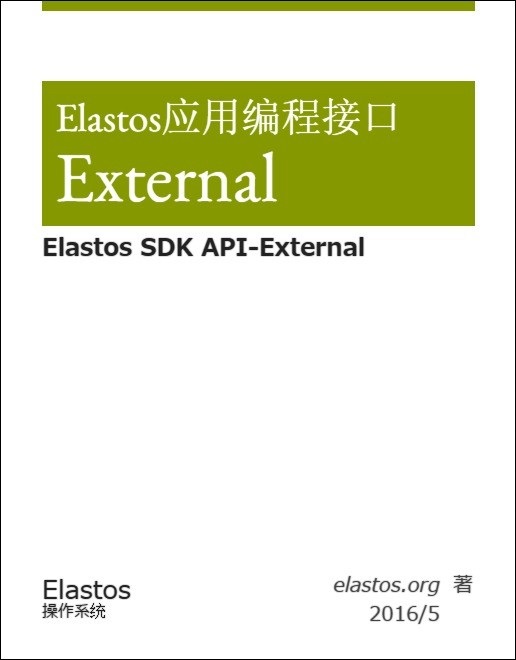 Elastos应用编程接口
External
Elastos SDK API-External
Elastos
操作系统
elastos.org 著
2016/5